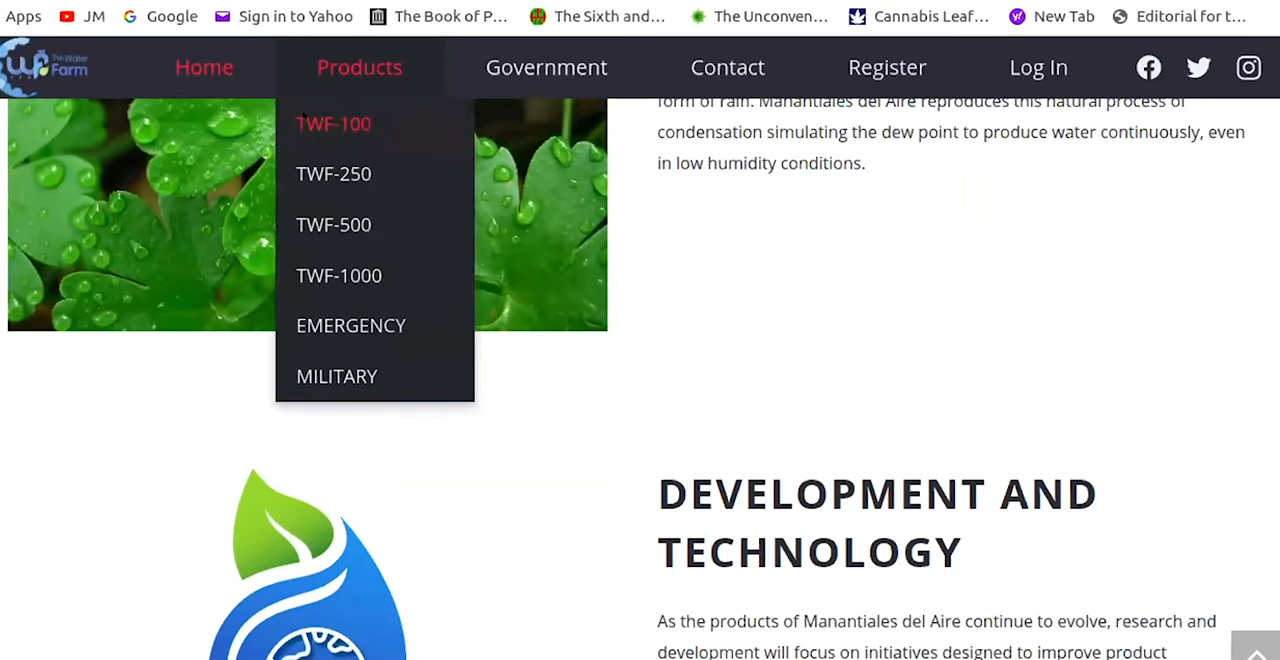 Apps JM Google Sign in to Yahoo The Book of P... The Sixth and... The Unconven... Cannabis Leaf... New Tab Editorial for t...
The Water
Farm
Home Products Government Contact Register Log In
TWF-100
TWF-250
TWF-500
TWF-1000
EMERGENCY
MILITARY
form of rain. Manantiales del Aire reproduces this natural process of
condensation simulating the dew point to produce water continuously, even
in low humidity conditions.
DEVELOPMENT AND
TECHNOLOGY
As the products of Manantiales del Aire continue to evolve, research and
development will focus on initiatives designed to improve product